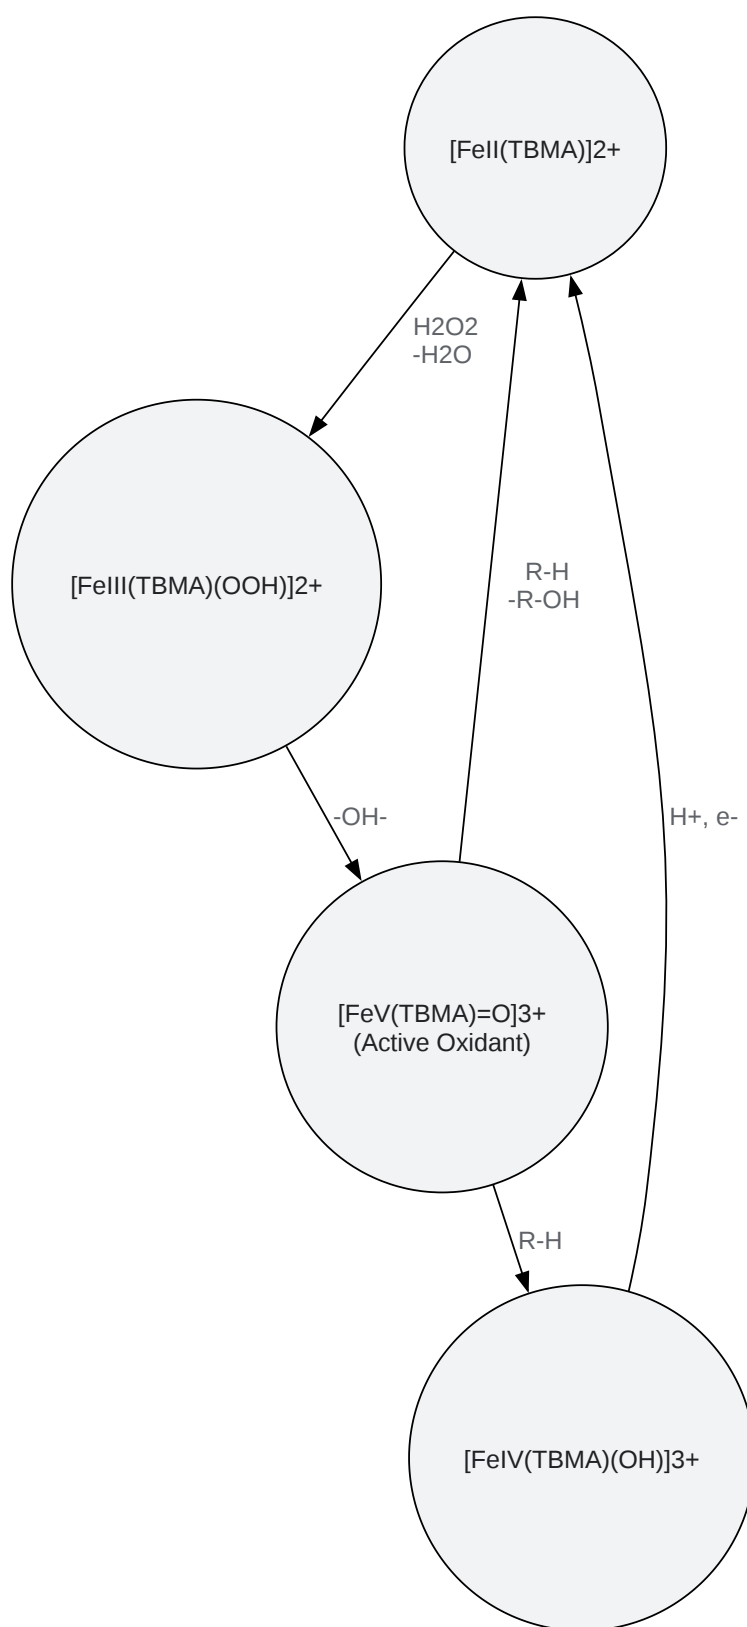 [FeII(TBMA)]2+
H2O2
-H2O
[FeIII(TBMA)(OOH)]2+
R-H
-R-OH
-OH-
H+, e-
[FeV(TBMA)=O]3+
(Active Oxidant)
R-H
[FeIV(TBMA)(OH)]3+